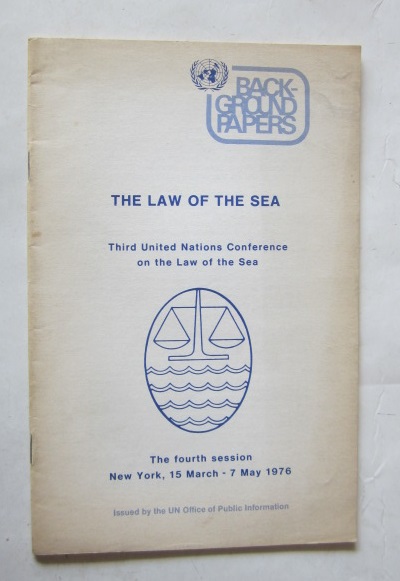 BACK-
GROUND
PAPERS
THE LAW OF THE SEA
Third United Nations Conference
on the Law of the Sea
The fourth session
New York, 15 March - 7 May 1976
Issued by the UN Office of Public Information